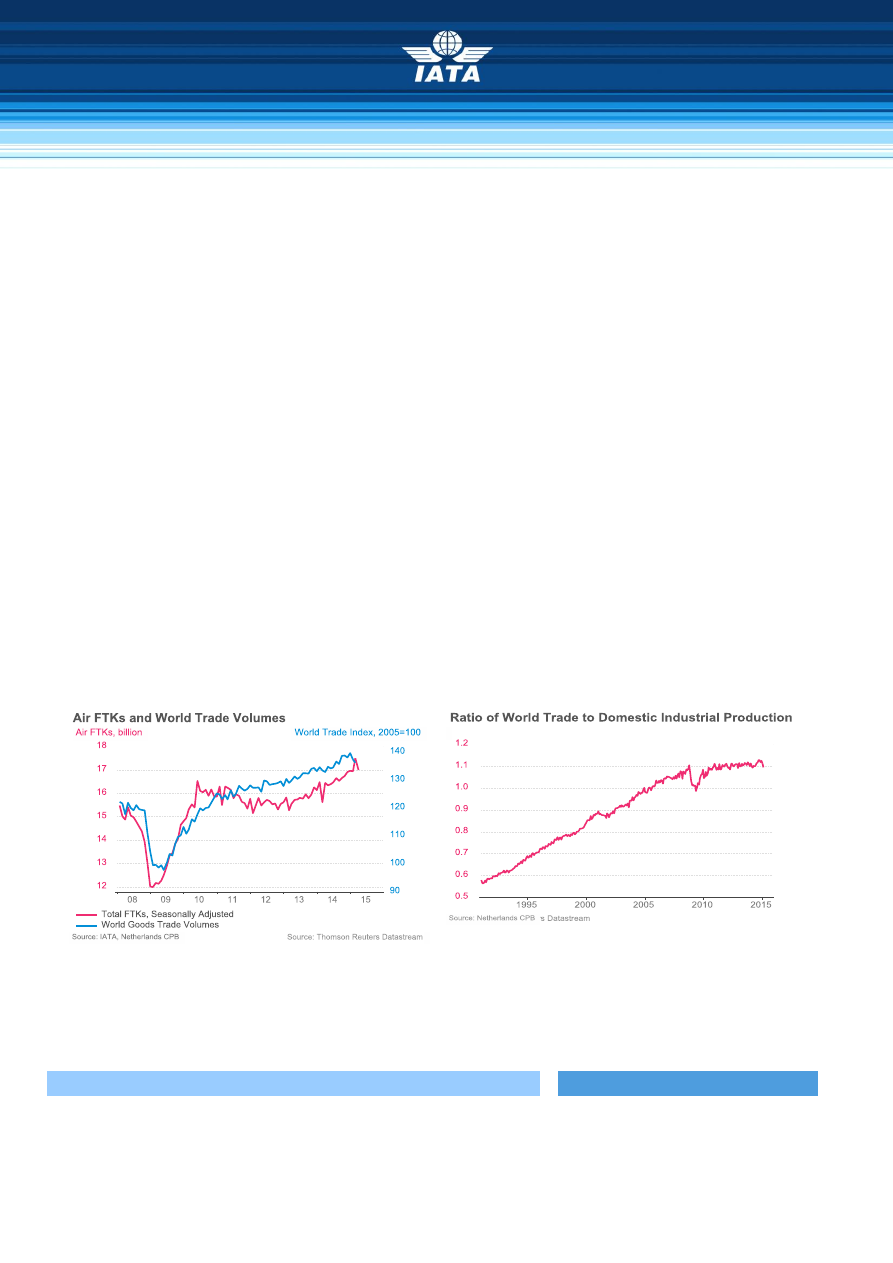 IATA
Air FTKs and World Trade Volumes
Air FTKs, billion World Trade Index, 2005=100
18
17
16
15
14
13
12
140
130
120
110
100
90
08 09 10 11 12 13 14 15
Total FTKs, Seasonally Adjusted
World Goods Trade Volumes
Source: IATA, Netherlands CPB Source: Thomson Reuters Datastream
Ratio of World Trade to Domestic Industrial Production
1.2
1.1
1.0
0.9
0.8
0.7
0.6
0.5
1995 2000 2005 2010 2015
Source: Netherlands CPB s Datastream